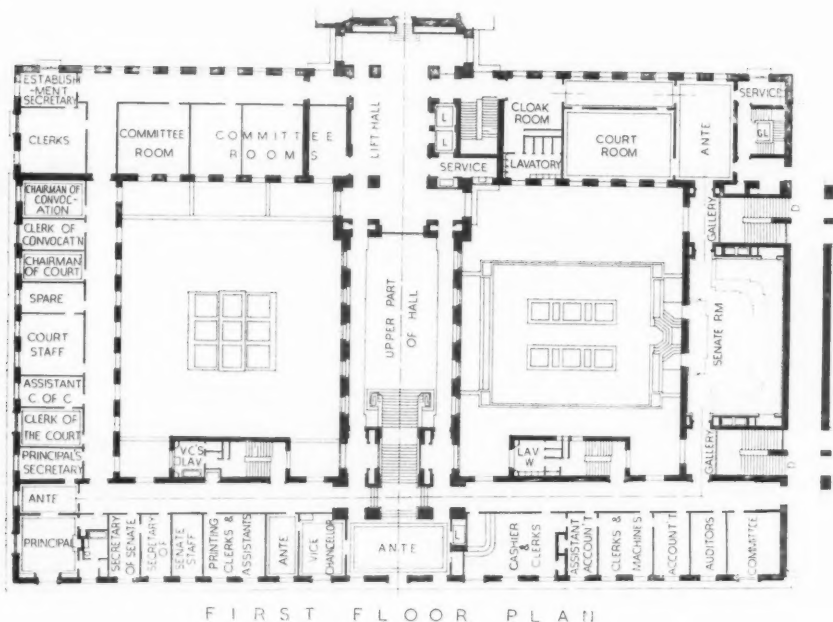 ESTABLISH
-MENT
SECRETARY
CLERKS
COMMITTEE
ROOM
COMMITTEE
ROOMS
LIFT HALL
L
L
SERVICE
CLOAK
ROOM
LAVATORY
COURT
ROOM
ANTE
SERVICE
GL
CHAIRMAN OF
CONVOC-
ATION
CLERK OF
CONVOCAT'N
CHAIRMAN
OF COURT
SPARE
COURT
STAFF
ASSISTANT
C. OF C
CLERK OF
THE COURT
PRINCIPAL'S
SECRETARY
ANTE
PRINCIPAL
UPPER PART
OF HALL
GALLERY
D
SENATE RM
GALLERY
D
VC'S
LAV
LAV
W
SECRETARY
OF SENATE
SECRETARY
OF
SENATE
STAFF
PRINTING
CLERKS &
ASSISTANTS
ANTE
VICE
CHANCELLOR
ANTE
L
CASHIER
&
CLERKS
ASSISTANT
ACCOUN'T
CLERKS &
MACHINES
ACCOUN'T
AUDITORS
COMMITTEE
FIRST FLOOR PLAN